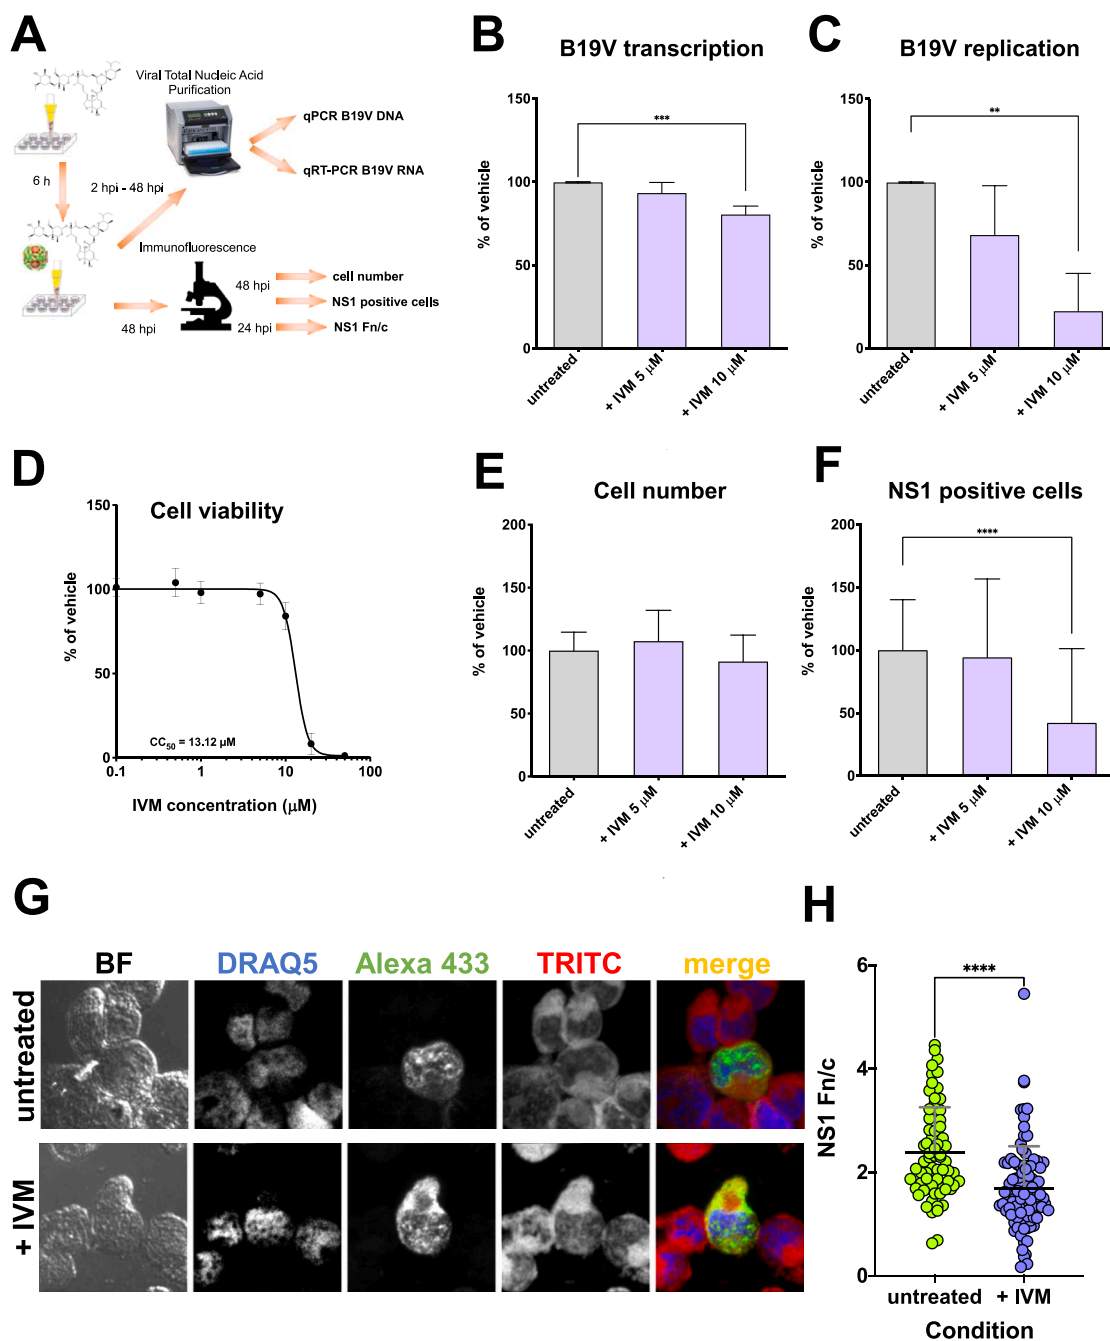 A
Viral Total Nucleic Acid
Purification
qPCR B19V DNA
qRT-PCR B19V RNA
6 h
2 hpi - 48 hpi
Immunofluorescence
48 hpi
cell number
NS1 positive cells
48 hpi
24 hpi
NS1 Fn/c
B
B19V transcription
% of vehicle
150
100
50
0
***
untreated
+ IVM 5 µM
+ IVM 10 µM
C
B19V replication
% of vehicle
150
100
50
0
**
untreated
+ IVM 5 µM
+ IVM 10 µM
D
Cell viability
% of vehicle
150
100
50
0
CC50 = 13.12 µM
0.1
1
10
100
IVM concentration (µM)
E
Cell number
% of vehicle
200
150
100
50
0
untreated
+ IVM 5 µM
+ IVM 10 µM
F
NS1 positive cells
% of vehicle
200
150
100
50
0
****
untreated
+ IVM 5 µM
+ IVM 10 µM
G
BF
DRAQ5
Alexa 433
TRITC
merge
untreated
+ IVM
H
NS1 Fn/c
6
4
2
0
****
untreated
+ IVM
Condition